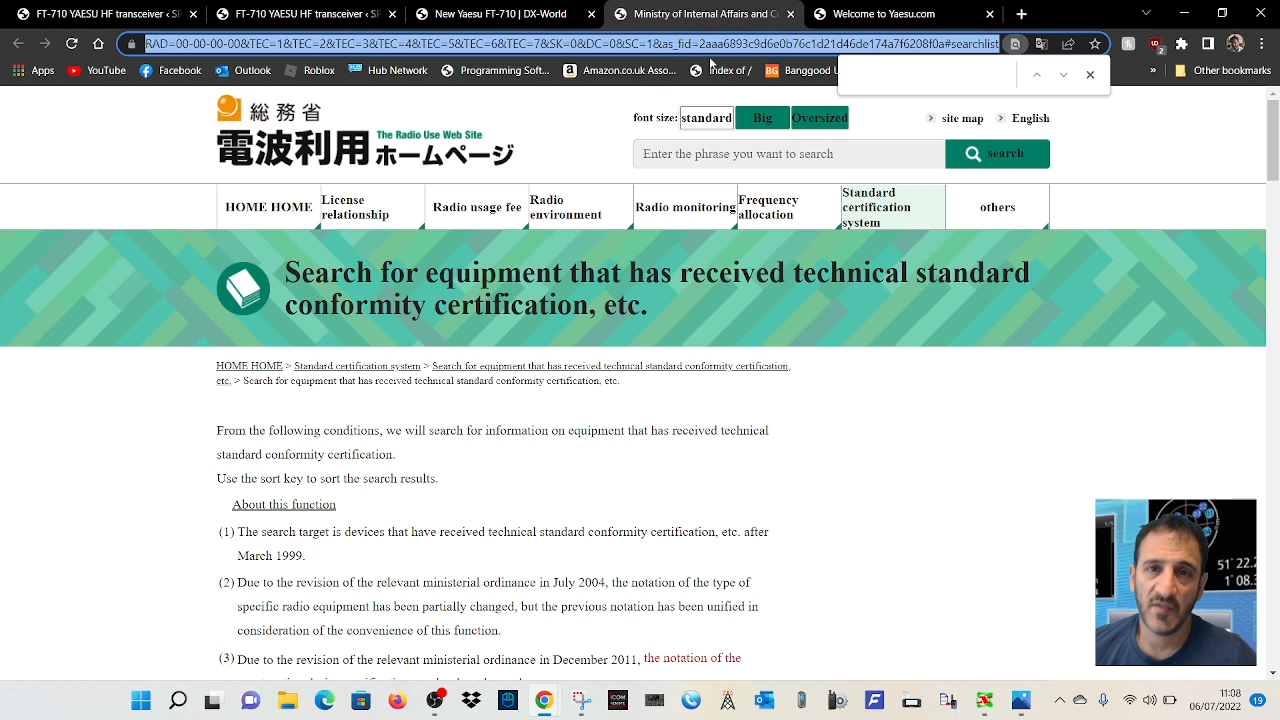 FT-710 YAESU HF Transceiver ‹ SP
FT-710 YAESU HF Transceiver ‹ SP
New Yaesu FT-710 | DX-World
Ministry of Internal Affairs and Co
Welcome to Yaesu.com
RAD=00-00-00-00&TEC=1&TEC=2&TEC=3&TEC=4&TEC=5&TEC=6&TEC=7&SK=0&DC=0&SC=1&as_fid=2aaa6893c9d6e0b76c1d21d46de174a7f6208f0a#searchlist
Apps YouTube Facebook Outlook Roblox Hub Network Programming Soft... Amazon.co.uk Asso... Index of / BG Banggood U » Other bookmarks
総務省
電波利用 The Radio Use Web Site
ホームページ
font size: standard Big Oversized
site map English
Enter the phrase you want to search search
HOME HOME
License relationship
Radio usage fee
Radio environment
Radio monitoring
Frequency allocation
Standard certification system
others
Search for equipment that has received technical standard
conformity certification, etc.
HOME HOME > Standard certification system > Search for equipment that has received technical standard conformity certification,
etc. > Search for equipment that has received technical standard conformity certification, etc.
From the following conditions, we will search for information on equipment that has received technical
standard conformity certification.
Use the sort key to sort the search results.
About this function
(1) The search target is devices that have received technical standard conformity certification, etc. after
March 1999.
(2) Due to the revision of the relevant ministerial ordinance in July 2004, the notation of the type of
specific radio equipment has been partially changed, but the previous notation has been unified in
consideration of the convenience of this function.
(3) Due to the revision of the relevant ministerial ordinance in December 2011, the notation of the
51° 22.2
1° 08.3
11:08
06/07/2022
19